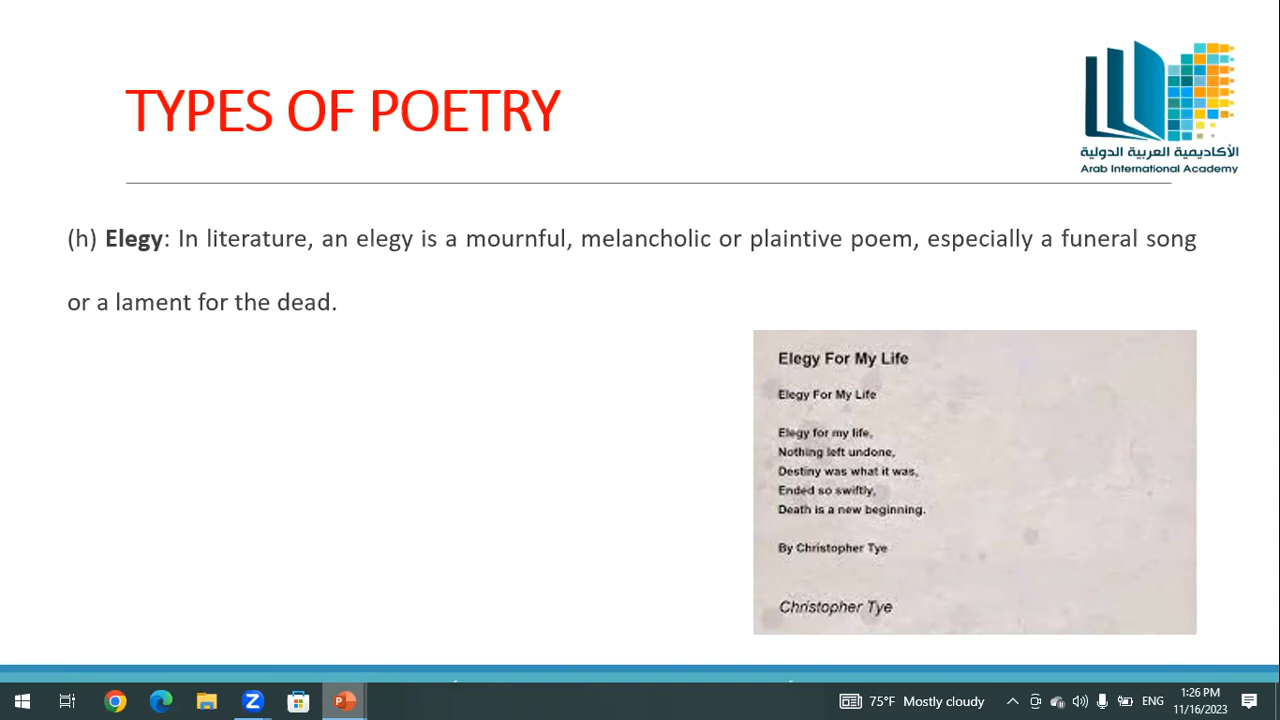 TYPES OF POETRY
الأكاديمية العربية الدولية
Arab International Academy
(h) Elegy: In literature, an elegy is a mournful, melancholic or plaintive poem, especially a funeral song
or a lament for the dead.
Elegy For My Life
Elegy For My Life
Elegy for my life,
Nothing left undone,
Destiny was what it was,
Ended so swiftly,
Death is a new beginning.
By Christopher Tye
Christopher Tye
75°F Mostly cloudy
ENG
1:26 PM
11/16/2023